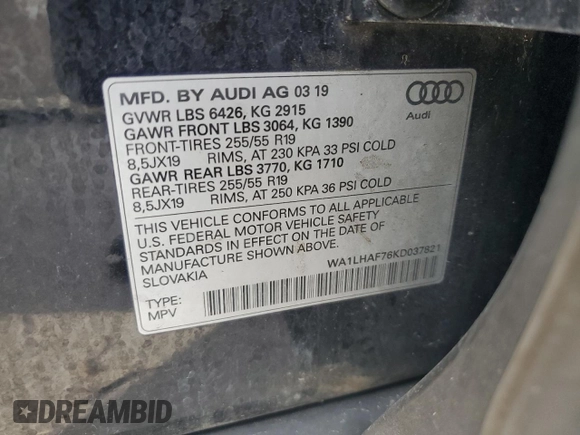 MFD. BY AUDI AG 03 19
GVWR LBS 6426, KG 2915
GAWR FRONT LBS 3064, KG 1390
FRONT-TIRES 255/55 R19
8,5JX19 RIMS, AT 230 KPA 33 PSI COLD
GAWR REAR LBS 3770, KG 1710
REAR-TIRES 255/55 R19
8,5JX19 RIMS, AT 250 KPA 36 PSI COLD
Audi
THIS VEHICLE CONFORMS TO ALL APPLICABLE
U.S. FEDERAL MOTOR VEHICLE SAFETY
STANDARDS IN EFFECT ON THE DATE OF
MANUFACTURE SHOWN ABOVE.
SLOVAKIA
WA1LHAF76KD037821
TYPE:
MPV
DREAMBID